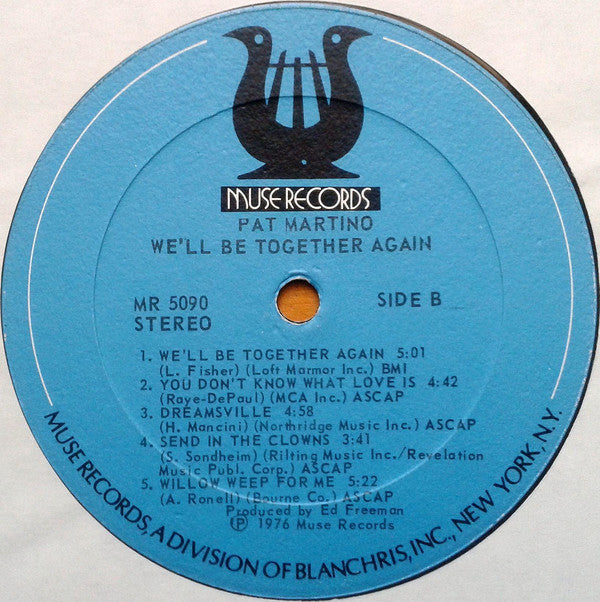 MUSE RECORDS
PAT MARTINO
WE'LL BE TOGETHER AGAIN
MR 5090
STEREO
SIDE B
1. WE'LL BE TOGETHER AGAIN 5:01
(L. Fisher) (Loft Marmor Inc.) BMI
2. YOU DON'T KNOW WHAT LOVE IS 4:42
(Raye-DePaul) (MCA Inc.) ASCAP
3. DREAMSVILLE 4:58
(H. Mancini) (Northridge Music Inc.) ASCAP
4. SEND IN THE CLOWNS 3:41
(S. Sondheim) (Rilting Music Inc./Revelation
Music Publ. Corp.) ASCAP
5. WILLOW WEEP FOR ME 5:22
(A. Ronell) (Bourne Co.) ASCAP
Produced by Ed Freeman
℗ 1976 Muse Records
MUSE RECORDS, A DIVISION OF BLANCHRIS, INC., NEW YORK, N.Y.